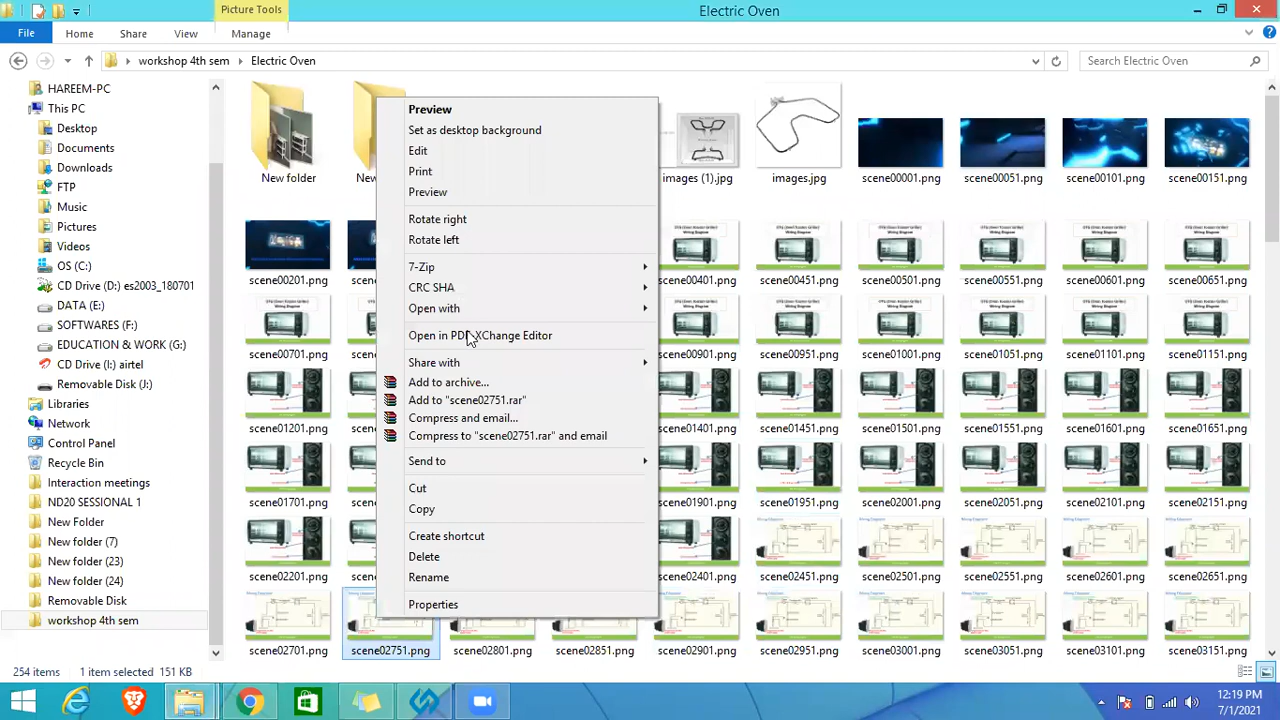 Picture Tools
Electric Oven
File
Home
Share
View
Manage
workshop 4th sem
Electric Oven
Search Electric Oven
HAREEM-PC
This PC
Desktop
Documents
Downloads
FTP
Music
Pictures
Videos
OS (C:)
CD Drive (D:) es2003_180701
DATA (E:)
SOFTWARES (F:)
EDUCATION & WORK (G:)
CD Drive (I:) airtel
Removable Disk (J:)
Libraries
Network
Control Panel
Recycle Bin
Interaction meetings
ND20 SESSIONAL 1
New Folder
New folder (7)
New folder (23)
New folder (24)
Removable Disk
workshop 4th sem
New folder
images (1).jpg
images.jpg
scene00001.png
scene00051.png
scene00101.png
scene00151.png
scene00201.png
scene00401.png
scene00451.png
scene00501.png
scene00551.png
scene00601.png
scene00651.png
scene00701.png
scene00901.png
scene00951.png
scene01001.png
scene01051.png
scene01101.png
scene01151.png
scene01201.png
scene01401.png
scene01451.png
scene01501.png
scene01551.png
scene01601.png
scene01651.png
scene01701.png
scene01901.png
scene01951.png
scene02001.png
scene02051.png
scene02101.png
scene02151.png
scene02201.png
scene02401.png
scene02451.png
scene02501.png
scene02551.png
scene02601.png
scene02651.png
scene02701.png
scene02751.png
scene02801.png
scene02851.png
scene02901.png
scene02951.png
scene03001.png
scene03051.png
scene03101.png
scene03151.png
Preview
Set as desktop background
Edit
Print
Preview
Rotate right
Rotate left
7-Zip
CRC SHA
Open with
Open in PDF-XChange Editor
Share with
Add to archive...
Add to "scene02751.rar"
Compress and email...
Compress to "scene02751.rar" and email
Send to
Cut
Copy
Create shortcut
Delete
Rename
Properties
254 items
1 item selected 151 KB
12:19 PM
7/1/2021